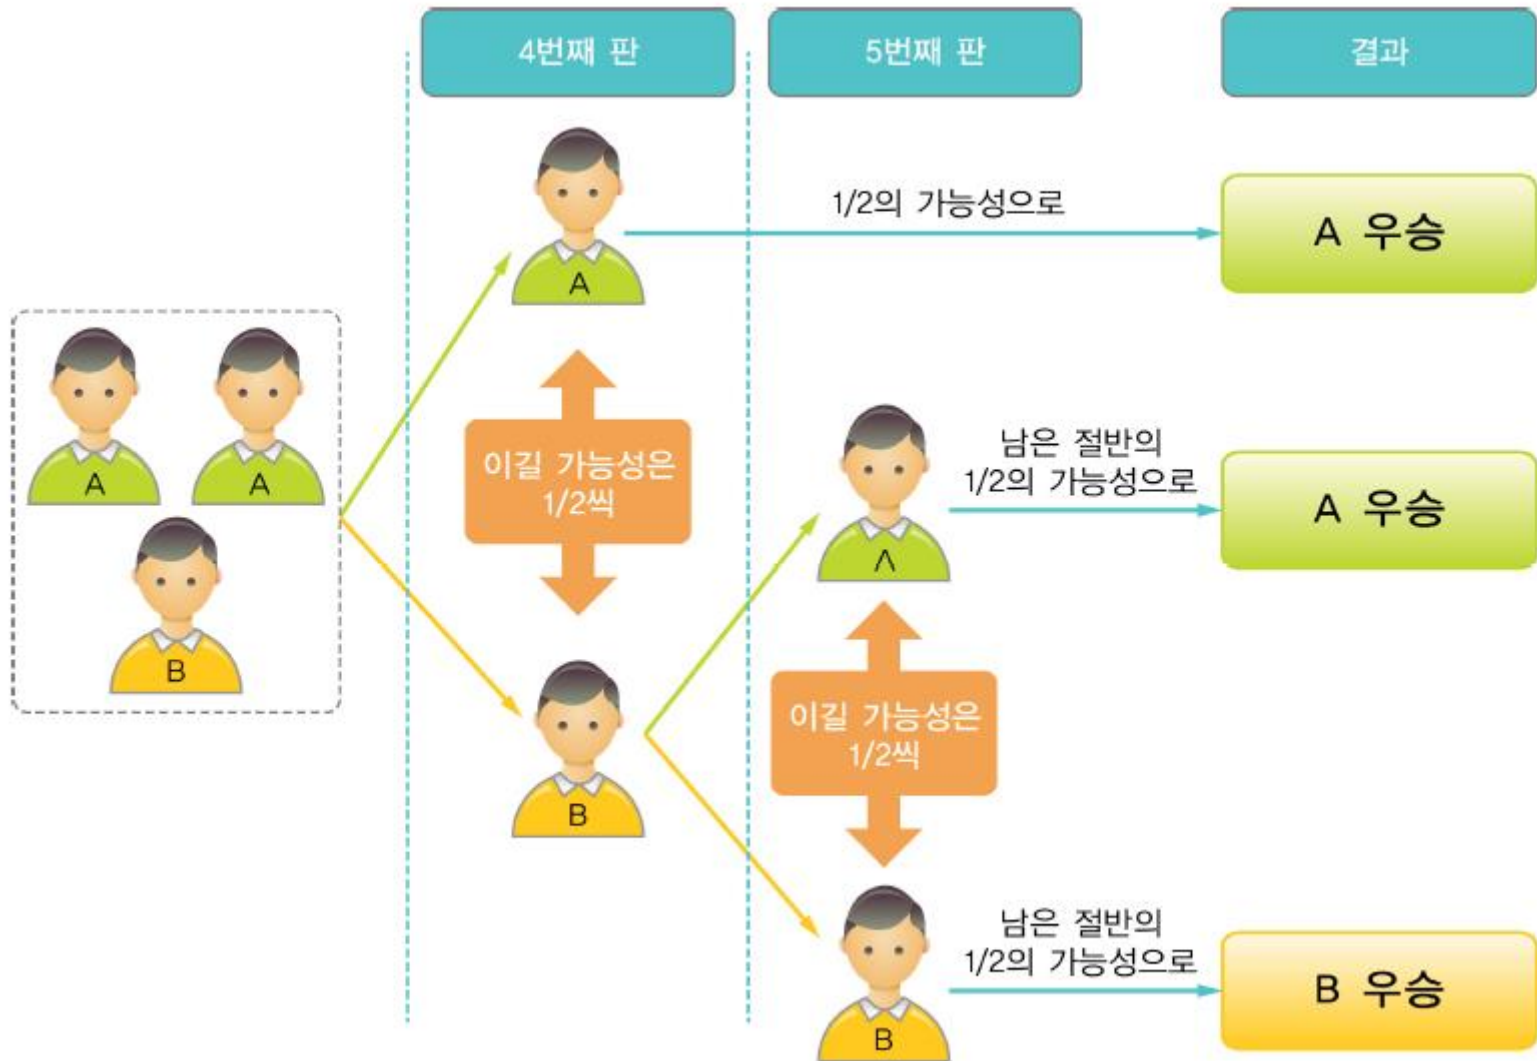 4번째 판
5번째 판
결과
A
1/2의 가능성으로
A 우승
A
A
B
이길 가능성은
1/2씩
A
남은 절반의
1/2의 가능성으로
A 우승
B
이길 가능성은
1/2씩
B
남은 절반의
1/2의 가능성으로
B 우승